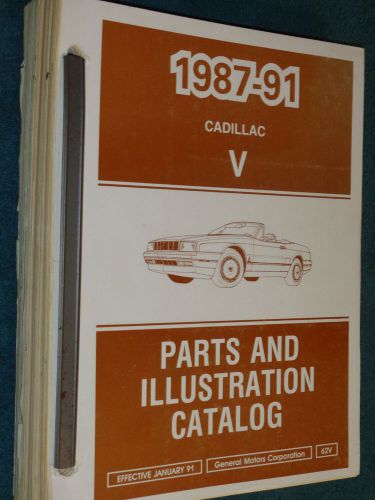 1987-91
CADILLAC
V
PARTS AND
ILLUSTRATION
CATALOG
EFFECTIVE JANUARY 91
General Motors Corporation
62V